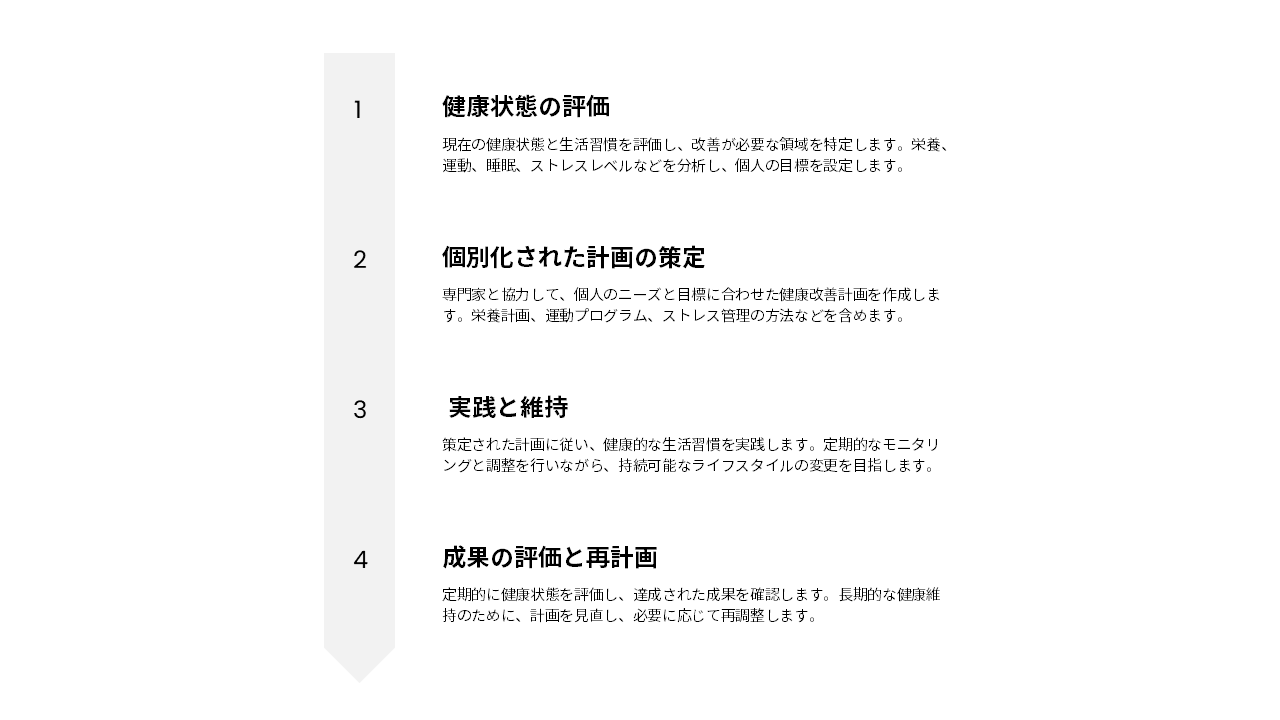 1
健康状態の評価
現在の健康状態と生活習慣を評価し、改善が必要な領域を特定します。栄養、
運動、睡眠、ストレスレベルなどを分析し、個人の目標を設定します。
2
個別化された計画の策定
専門家と協力して、個人のニーズと目標に合わせた健康改善計画を作成しま
す。栄養計画、運動プログラム、ストレス管理の方法などを含めます。
3
実践と維持
策定された計画に従い、健康的な生活習慣を実践します。定期的なモニタリ
ングと調整を行いながら、持続可能なライフスタイルの変更を目指します。
4
成果の評価と再計画
定期的に健康状態を評価し、達成された成果を確認します。長期的な健康維
持のために、計画を見直し、必要に応じて再調整します。